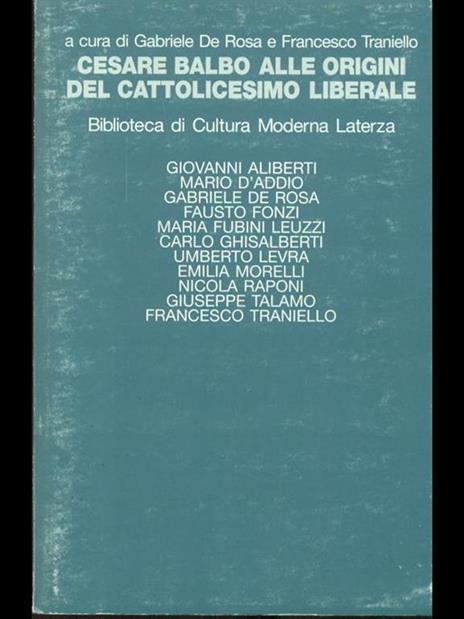 a cura di Gabriele De Rosa e Francesco Traniello
CESARE BALBO ALLE ORIGINI
DEL CATTOLICESIMO LIBERALE
Biblioteca di Cultura Moderna Laterza
GIOVANNI ALIBERTI
MARIO D'ADDIO
GABRIELE DE ROSA
FAUSTO FONZI
MARIA FUBINI LEUZZI
CARLO GHISALBERTI
UMBERTO LEVRA
EMILIA MORELLI
NICOLA RAPONI
GIUSEPPE TALAMO
FRANCESCO TRANIELLO